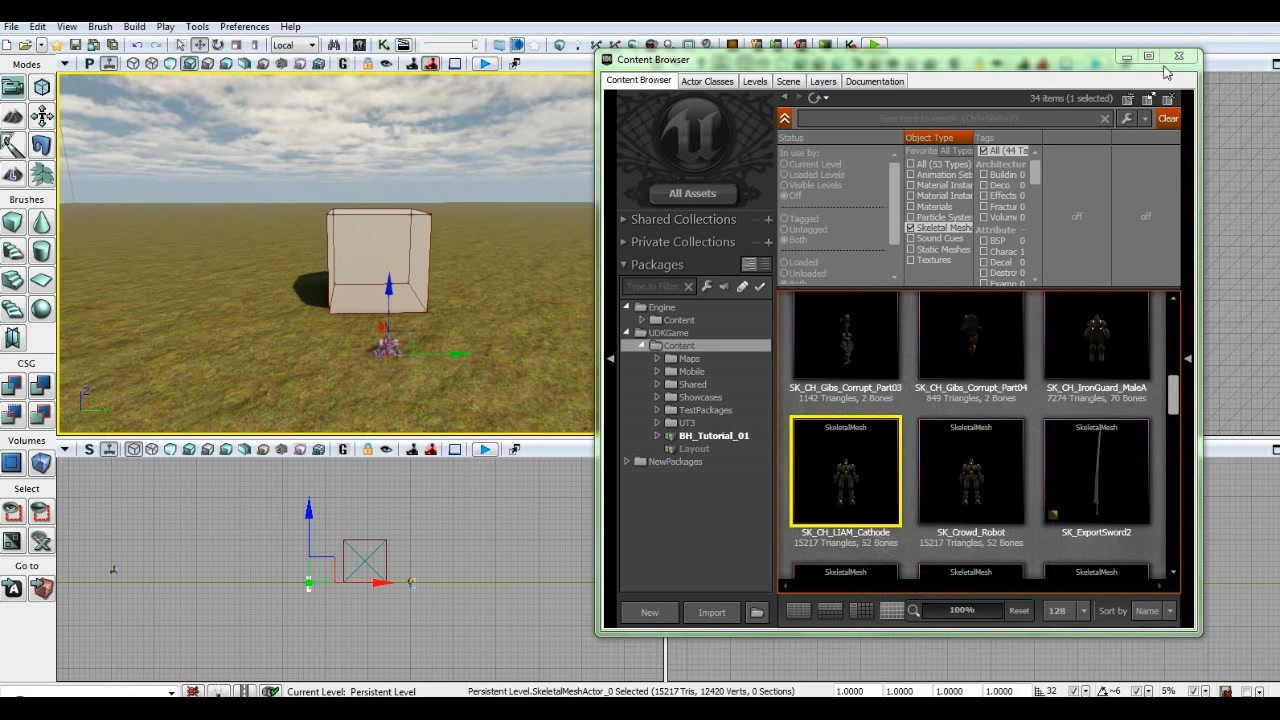 File Edit View Brush Build Play Tools Preferences Help
Local
Modes
P
G
Brushes
CSG
Volumes
Select
Go to
S
G
Content Browser
Content Browser Actor Classes Levels Scene Layers Documentation
34 items (1 selected)
Clear
All Assets
Shared Collections
Private Collections
Packages
Type to Filter
Engine
Content
UDKGame
Content
Maps
Mobile
Shared
Showcases
TestPackages
UT3
BH_Tutorial_01
Layout
NewPackages
New
Import
Status
In use by:
Current Level
Loaded Levels
Visible Levels
Off
Tagged
Untagged
Both
Loaded
Unloaded
Both
Object Type
Favorite All Types
All (53 Types)
Animation Set
Material Instan
Material Instan
Materials
Particle System
Skeletal Mesh
Sound Cues
Static Meshes
Textures
Tags
All (44 Ta
Architectur
Buildin 0
Deco 0
Effects 0
Fractur 0
Volume 0
Attribute
BSP 0
Charac 1
Decal 0
Destro 0
Examp 0
off
off
SK_CH_Gibs_Corrupt_Part03
1142 Triangles, 2 Bones
SK_CH_Gibs_Corrupt_Part04
849 Triangles, 2 Bones
SK_CH_IronGuard_MaleA
7274 Triangles, 70 Bones
SkeletalMesh
SK_CH_LIAM_Cathode
15217 Triangles, 52 Bones
SkeletalMesh
SK_Crowd_Robot
15217 Triangles, 52 Bones
SkeletalMesh
SK_ExportSword2
SkeletalMesh
SkeletalMesh
SkeletalMesh
100%
Reset
128
Sort by
Name
Current Level: Persistent Level
Persistent Level.SkeletalMeshActor_0 Selected (15217 Tris, 12420 Verts, 0 Sections)
1.0000
1.0000
1.0000
1.0000
32
~6
5%